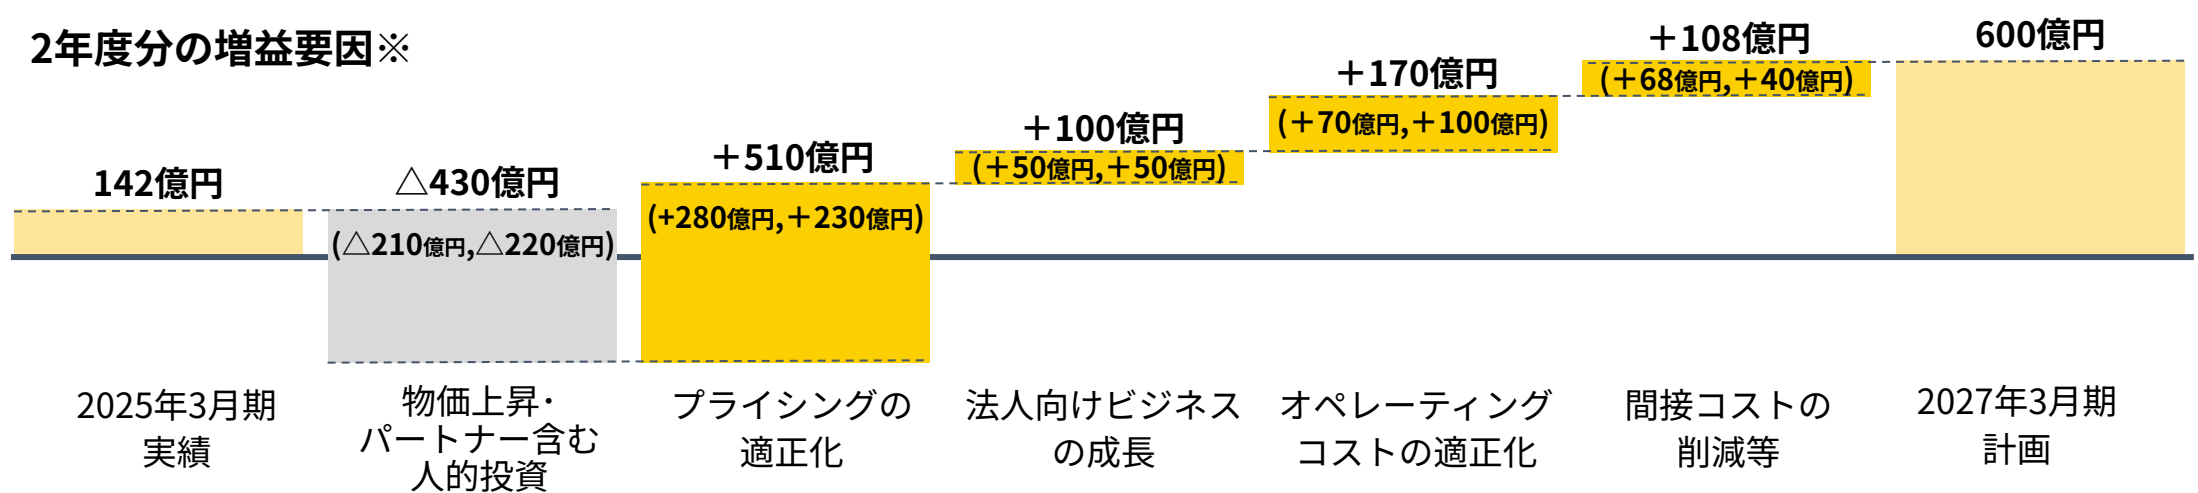 2年度分の増益要因※
142億円
△430億円
(△210億円,△220億円)
＋510億円
(+280億円,＋230億円)
＋100億円
(＋50億円,＋50億円)
＋170億円
(＋70億円,＋100億円)
＋108億円
(＋68億円,＋40億円)
600億円
2025年3月期
実績
物価上昇・
パートナー含む
人的投資
プライシングの
適正化
法人向けビジネス
の成長
オペレーティング
コストの適正化
間接コストの
削減等
2027年3月期
計画